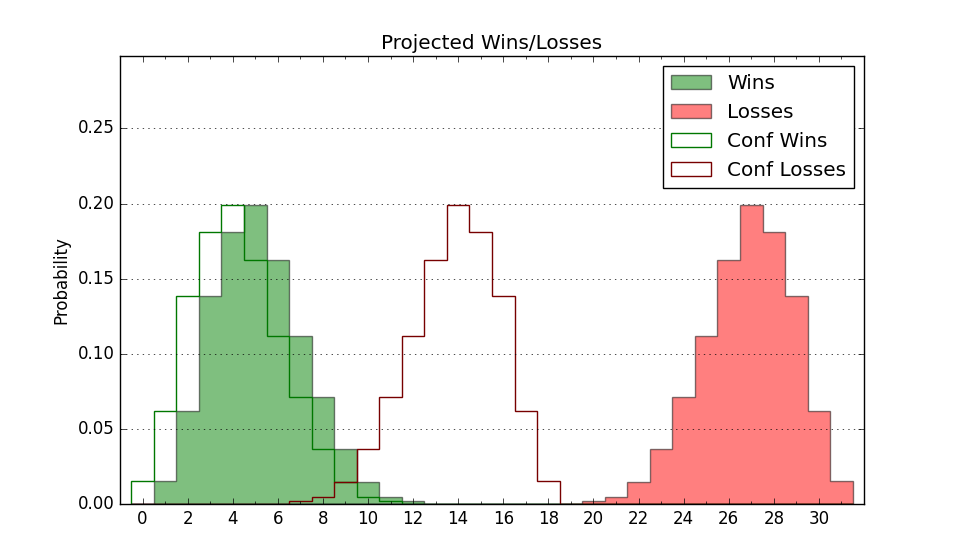 Projected Wins/Losses
Wins
Losses
Conf Wins
Conf Losses
Probability
0.25
0.20
0.15
0.10
0.05
0.00
0 2 4 6 8 10 12 14 16 18 20 22 24 26 28 30